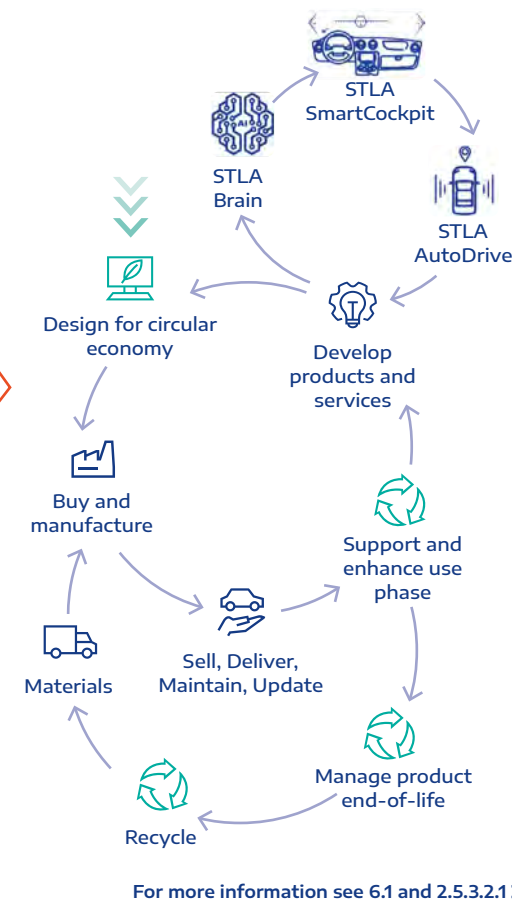 STLA
SmartCockpit
STLA
Brain
STLA
AutoDrive
Design for circular
economy
Develop
products and
services
Buy and
manufacture
Support and
enhance use
phase
Sell, Deliver,
Maintain, Update
Materials
Manage product
end-of-life
Recycle
For more information see 6.1 and 2.5.3.2.1